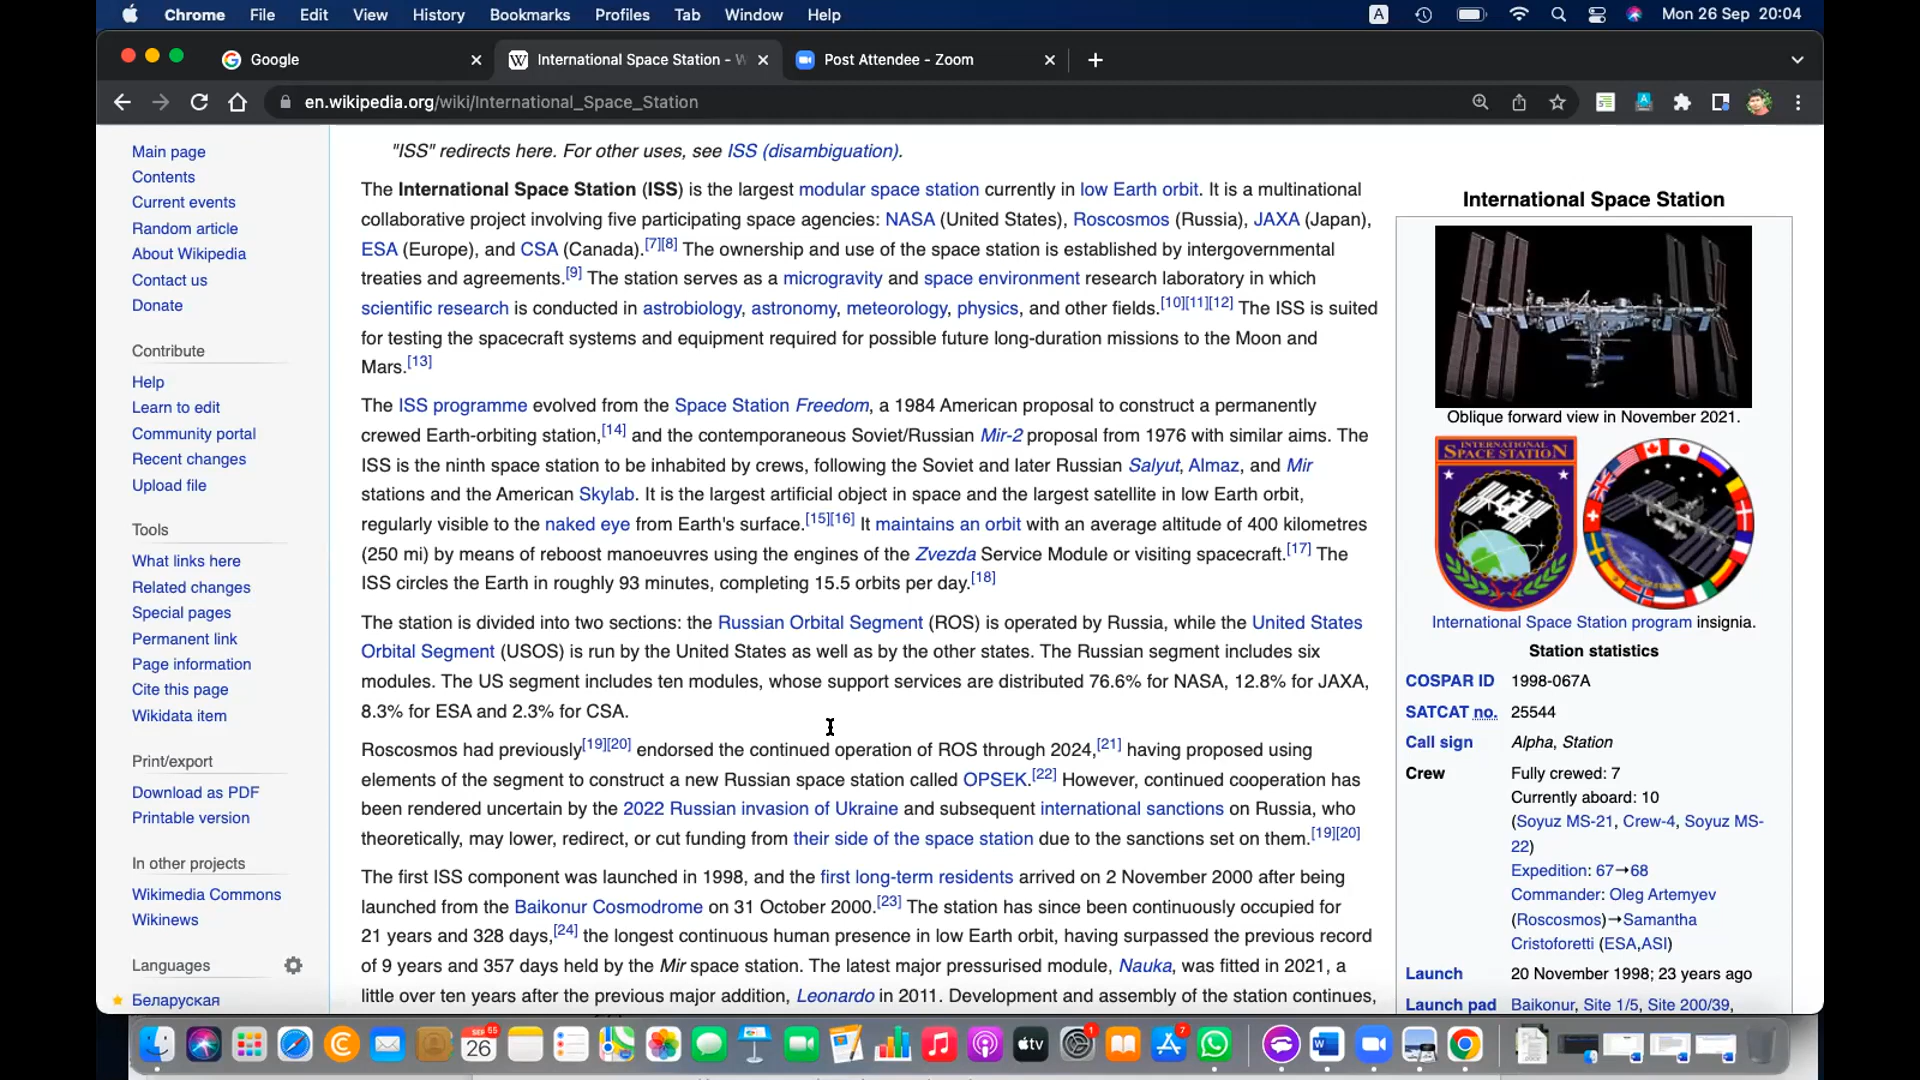 Chrome File Edit View History Bookmarks Profiles Tab Window Help A Mon 26 Sep 20:04
Google International Space Station - W Post Attendee - Zoom
en.wikipedia.org/wiki/International_Space_Station
Main page
Contents
Current events
Random article
About Wikipedia
Contact us
Donate
Contribute
Help
Learn to edit
Community portal
Recent changes
Upload file
Tools
What links here
Related changes
Special pages
Permanent link
Page information
Cite this page
Wikidata item
Print/export
Download as PDF
Printable version
In other projects
Wikimedia Commons
Wikinews
Languages
Беларуская
"ISS" redirects here. For other uses, see ISS (disambiguation).
The International Space Station (ISS) is the largest modular space station currently in low Earth orbit. It is a multinational
collaborative project involving five participating space agencies: NASA (United States), Roscosmos (Russia), JAXA (Japan),
ESA (Europe), and CSA (Canada).[7][8] The ownership and use of the space station is established by intergovernmental
treaties and agreements.[9] The station serves as a microgravity and space environment research laboratory in which
scientific research is conducted in astrobiology, astronomy, meteorology, physics, and other fields.[10][11][12] The ISS is suited
for testing the spacecraft systems and equipment required for possible future long-duration missions to the Moon and
Mars.[13]
The ISS programme evolved from the Space Station Freedom, a 1984 American proposal to construct a permanently
crewed Earth-orbiting station,[14] and the contemporaneous Soviet/Russian Mir-2 proposal from 1976 with similar aims. The
ISS is the ninth space station to be inhabited by crews, following the Soviet and later Russian Salyut, Almaz, and Mir
stations and the American Skylab. It is the largest artificial object in space and the largest satellite in low Earth orbit,
regularly visible to the naked eye from Earth's surface.[15][16] It maintains an orbit with an average altitude of 400 kilometres
(250 mi) by means of reboost manoeuvres using the engines of the Zvezda Service Module or visiting spacecraft.[17] The
ISS circles the Earth in roughly 93 minutes, completing 15.5 orbits per day.[18]
The station is divided into two sections: the Russian Orbital Segment (ROS) is operated by Russia, while the United States
Orbital Segment (USOS) is run by the United States as well as by the other states. The Russian segment includes six
modules. The US segment includes ten modules, whose support services are distributed 76.6% for NASA, 12.8% for JAXA,
8.3% for ESA and 2.3% for CSA.
Roscosmos had previously[19][20] endorsed the continued operation of ROS through 2024,[21] having proposed using
elements of the segment to construct a new Russian space station called OPSEK.[22] However, continued cooperation has
been rendered uncertain by the 2022 Russian invasion of Ukraine and subsequent international sanctions on Russia, who
theoretically, may lower, redirect, or cut funding from their side of the space station due to the sanctions set on them.[19][20]
The first ISS component was launched in 1998, and the first long-term residents arrived on 2 November 2000 after being
launched from the Baikonur Cosmodrome on 31 October 2000.[23] The station has since been continuously occupied for
21 years and 328 days,[24] the longest continuous human presence in low Earth orbit, having surpassed the previous record
of 9 years and 357 days held by the Mir space station. The latest major pressurised module, Nauka, was fitted in 2021, a
little over ten years after the previous major addition, Leonardo in 2011. Development and assembly of the station continues,
International Space Station
Oblique forward view in November 2021.
INTERNATIONAL
SPACE STATION
International Space Station program insignia.
Station statistics
COSPAR ID 1998-067A
SATCAT no. 25544
Call sign Alpha, Station
Crew Fully crewed: 7
Currently aboard: 10
(Soyuz MS-21, Crew-4, Soyuz MS-
22)
Expedition: 67→68
Commander: Oleg Artemyev
(Roscosmos)→Samantha
Cristoforetti (ESA,ASI)
Launch 20 November 1998; 23 years ago
Launch pad Baikonur, Site 1/5, Site 200/39,
SEP 65
26
tv
1
7
W